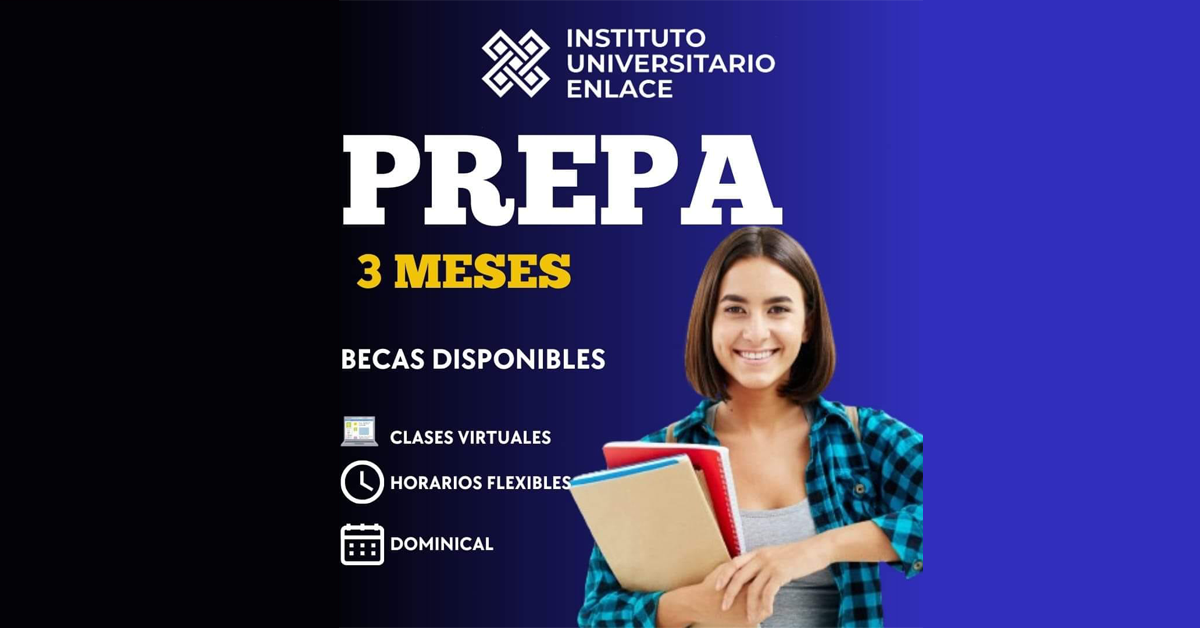 INSTITUTO
UNIVERSITARIO
ENLACE
PREPA
3 MESES
BECAS DISPONIBLES
CLASES VIRTUALES
HORARIOS FLEXIBLES
DOMINICAL